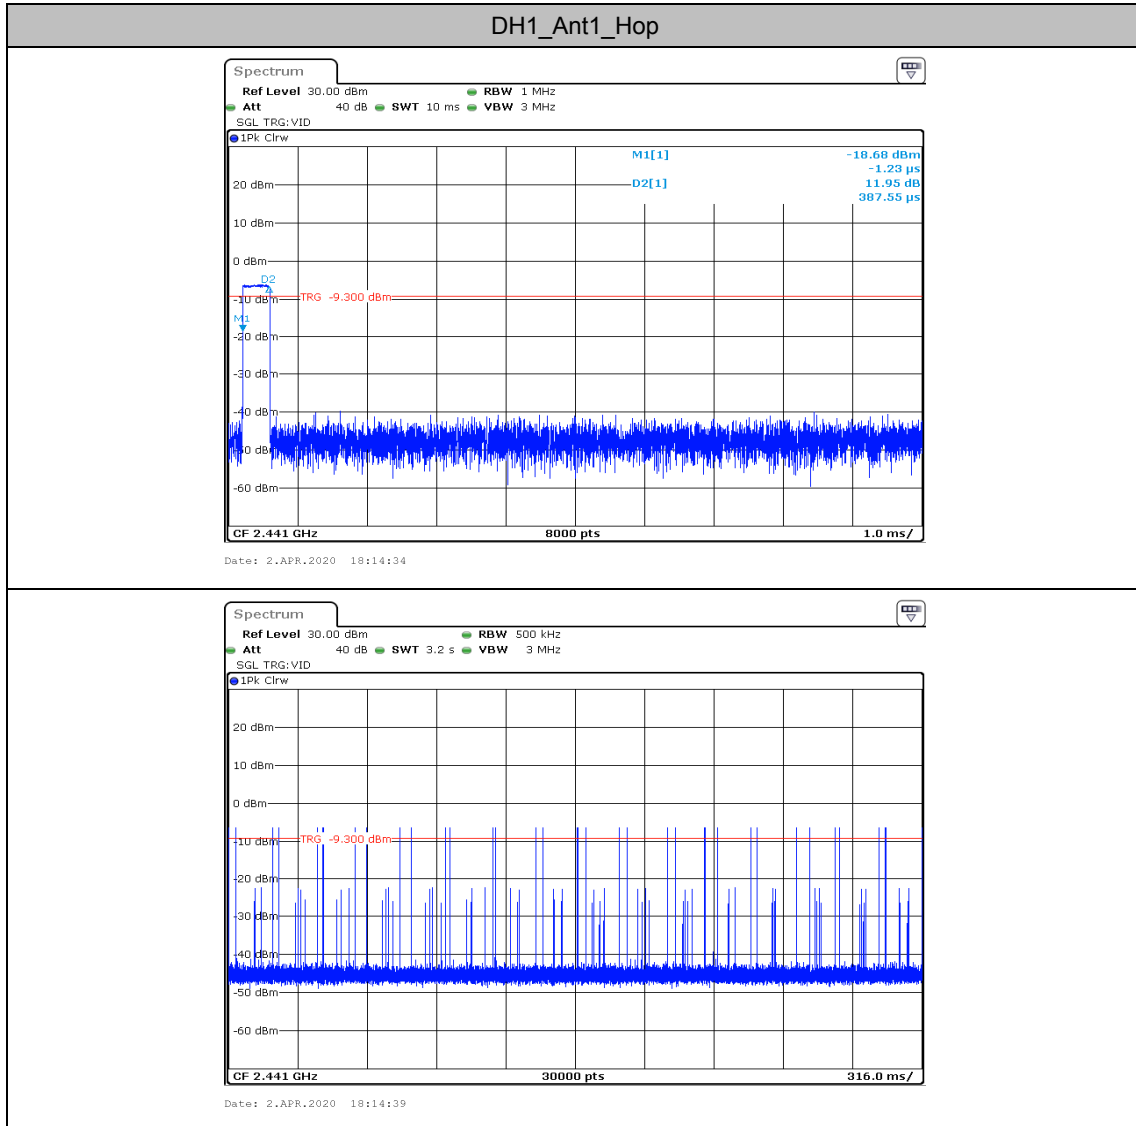 DH1_Ant1_Hop
Spectrum
Ref Level 30.00 dBm RBW 1 MHz
Att 40 dB SWT 10 ms VBW 3 MHz
SGL TRG:VID
1Pk Clrw
M1[1] -18.68 dBm
-1.23 µs
D2[1] 11.95 dB
387.55 µs
20 dBm
10 dBm
0 dBm
D2
-10 dBm
TRG -9.300 dBm
M1
-20 dBm
-30 dBm
-40 dBm
-50 dBm
-60 dBm
CF 2.441 GHz 8000 pts 1.0 ms/
Date: 2.APR.2020 18:14:34
Spectrum
Ref Level 30.00 dBm RBW 500 kHz
Att 40 dB SWT 3.2 s VBW 3 MHz
SGL TRG:VID
1Pk Clrw
20 dBm
10 dBm
0 dBm
-10 dBm
TRG -9.300 dBm
-20 dBm
-30 dBm
-40 dBm
-50 dBm
-60 dBm
CF 2.441 GHz 30000 pts 316.0 ms/
Date: 2.APR.2020 18:14:39